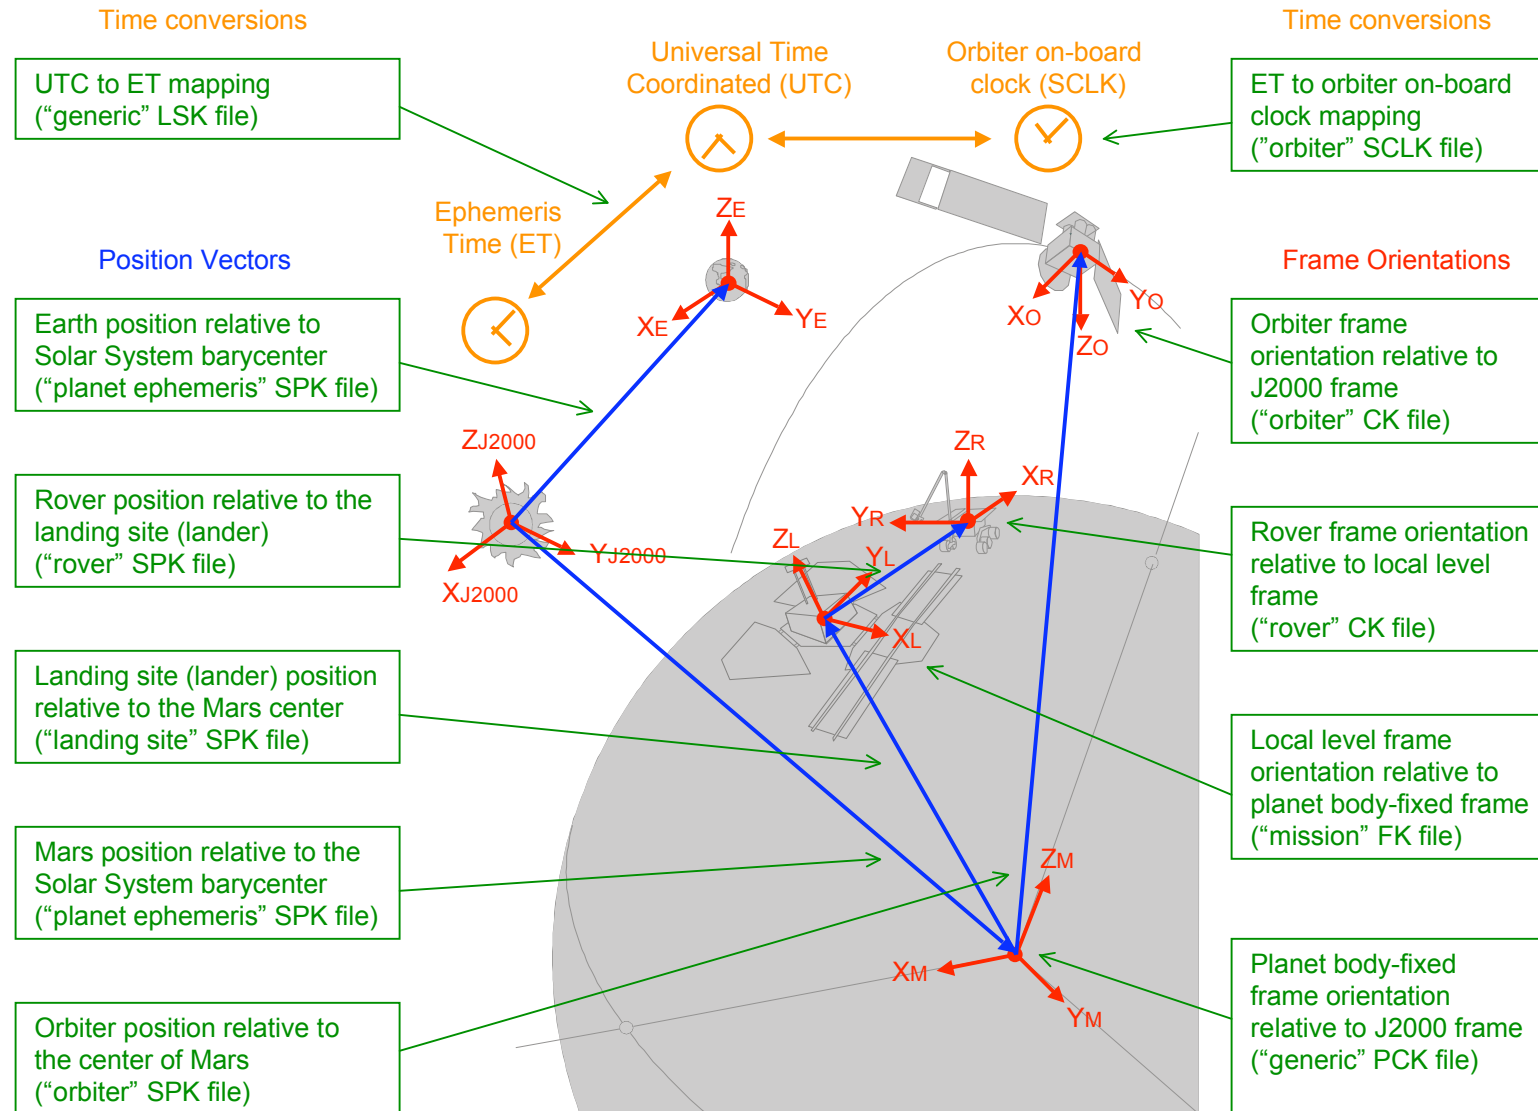 Time conversions
UTC to ET mapping
(“generic” LSK file)
Position Vectors
Earth position relative to
Solar System barycenter
(“planet ephemeris” SPK file)
Rover position relative to the
landing site (lander)
(“rover” SPK file)
Landing site (lander) position
relative to the Mars center
(“landing site” SPK file)
Mars position relative to the
Solar System barycenter
(“planet ephemeris” SPK file)
Orbiter position relative to
the center of Mars
(“orbiter” SPK file)
Universal Time
Coordinated (UTC)
Orbiter on-board
clock (SCLK)
Ephemeris
Time (ET)
ZE
XE
YE
XO
YO
ZO
ZJ2000
YJ2000
XJ2000
ZR
XR
YR
ZL
YL
XL
ZM
XM
YM
Time conversions
ET to orbiter on-board
clock mapping
(”orbiter” SCLK file)
Frame Orientations
Orbiter frame
orientation relative to
J2000 frame
(“orbiter” CK file)
Rover frame orientation
relative to local level
frame
(“rover” CK file)
Local level frame
orientation relative to
planet body-fixed frame
(“mission” FK file)
Planet body-fixed
frame orientation
relative to J2000 frame
(“generic” PCK file)